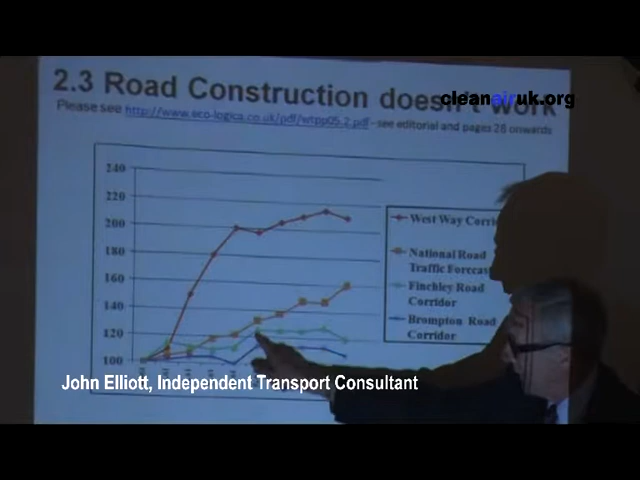 2.3 Road Construction doesn't work
cleanairuk.org
Please see http://www.eco-logica.co.uk/pdf/wtpp05.2.pdf - see editorial and pages 28 onwards
240
220
200
180
160
140
120
100
West Way
National Road
Traffic Forecast
Finchley Road
Corridor
Brompton Road
Corridor
John Elliott, Independent Transport Consultant